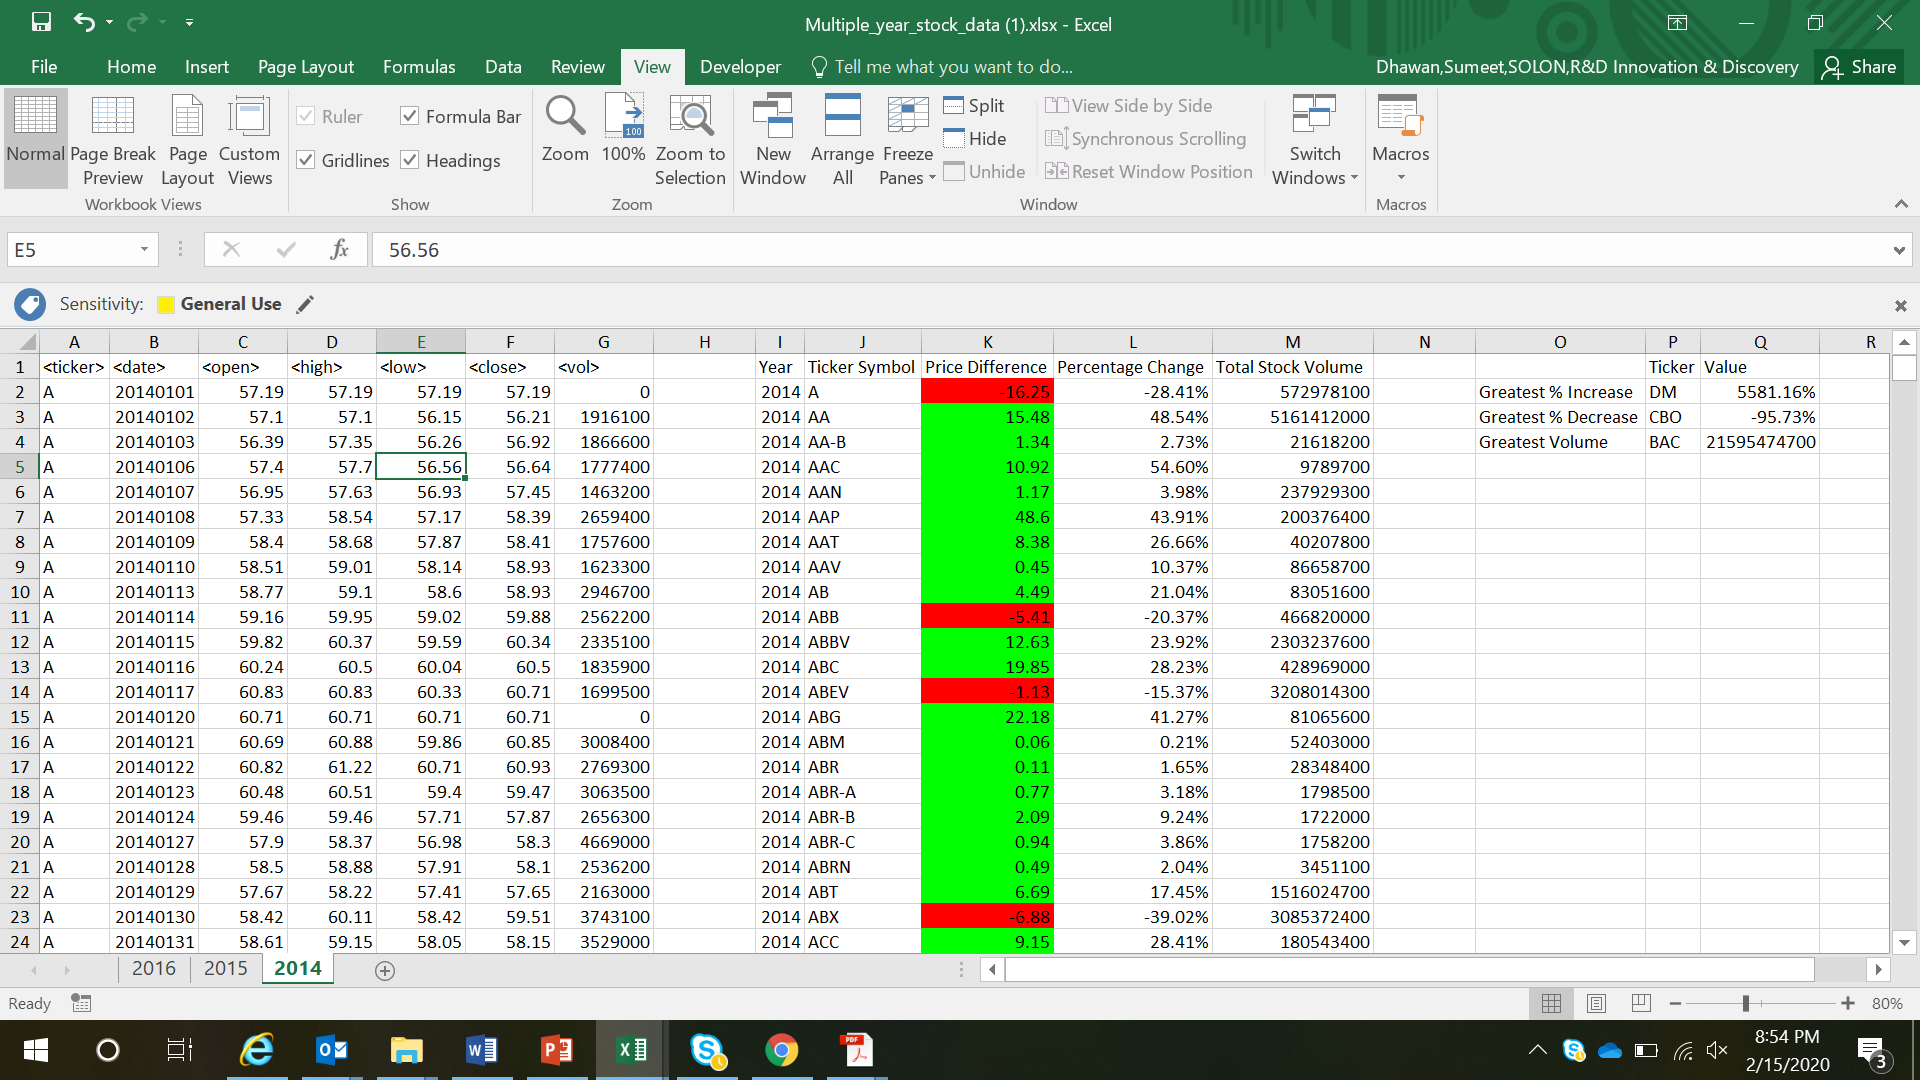 Multiple_year_stock_data (1).xlsx - Excel
File Home Insert Page Layout Formulas Data Review View Developer Tell me what you want to do... Dhawan,Sumeet,SOLON,R&D Innovation & Discovery Share
Normal Page Break Preview Page Layout Custom Views
Workbook Views
Ruler Formula Bar
Gridlines Headings
Show
Zoom 100% Zoom to Selection
100
Zoom
New Window Arrange All Freeze Panes
Split View Side by Side
Hide Synchronous Scrolling
Unhide Reset Window Position
Switch Windows
Window
Macros
Macros
E5 fx 56.56
Sensitivity: General Use
A B C D E F G H I J K L M N O P Q R
1 <ticker> <date> <open> <high> <low> <close> <vol> Year Ticker Symbol Price Difference Percentage Change Total Stock Volume Ticker Value
2 A 20140101 57.19 57.19 57.19 57.19 0 2014 A -16.25 -28.41% 572978100 Greatest % Increase DM 5581.16%
3 A 20140102 57.1 57.1 56.15 56.21 1916100 2014 AA 15.48 48.54% 5161412000 Greatest % Decrease CBO -95.73%
4 A 20140103 56.39 57.35 56.26 56.92 1866600 2014 AA-B 1.34 2.73% 21618200 Greatest Volume BAC 21595474700
5 A 20140106 57.4 57.7 56.56 56.64 1777400 2014 AAC 10.92 54.60% 9789700
6 A 20140107 56.95 57.63 56.93 57.45 1463200 2014 AAN 1.17 3.98% 237929300
7 A 20140108 57.33 58.54 57.17 58.39 2659400 2014 AAP 48.6 43.91% 200376400
8 A 20140109 58.4 58.68 57.87 58.41 1757600 2014 AAT 8.38 26.66% 40207800
9 A 20140110 58.51 59.01 58.14 58.93 1623300 2014 AAV 0.45 10.37% 86658700
10 A 20140113 58.77 59.1 58.6 58.93 2946700 2014 AB 4.49 21.04% 83051600
11 A 20140114 59.16 59.95 59.02 59.88 2562200 2014 ABB -5.41 -20.37% 466820000
12 A 20140115 59.82 60.37 59.59 60.34 2335100 2014 ABBV 12.63 23.92% 2303237600
13 A 20140116 60.24 60.5 60.04 60.5 1835900 2014 ABC 19.85 28.23% 428969000
14 A 20140117 60.83 60.83 60.33 60.71 1699500 2014 ABEV -1.13 -15.37% 3208014300
15 A 20140120 60.71 60.71 60.71 60.71 0 2014 ABG 22.18 41.27% 81065600
16 A 20140121 60.69 60.88 59.86 60.85 3008400 2014 ABM 0.06 0.21% 52403000
17 A 20140122 60.82 61.22 60.71 60.93 2769300 2014 ABR 0.11 1.65% 28348400
18 A 20140123 60.48 60.51 59.4 59.47 3063500 2014 ABR-A 0.77 3.18% 1798500
19 A 20140124 59.46 59.46 57.71 57.87 2656300 2014 ABR-B 2.09 9.24% 1722000
20 A 20140127 57.9 58.37 56.98 58.3 4669000 2014 ABR-C 0.94 3.86% 1758200
21 A 20140128 58.5 58.88 57.91 58.1 2536200 2014 ABRN 0.49 2.04% 3451100
22 A 20140129 57.67 58.22 57.41 57.65 2163000 2014 ABT 6.69 17.45% 1516024700
23 A 20140130 58.42 60.11 58.42 59.51 3743100 2014 ABX -6.88 -39.02% 3085372400
24 A 20140131 58.61 59.15 58.05 58.15 3529000 2014 ACC 9.15 28.41% 180543400
2016 2015 2014
Ready 80%
8:54 PM
2/15/2020
3